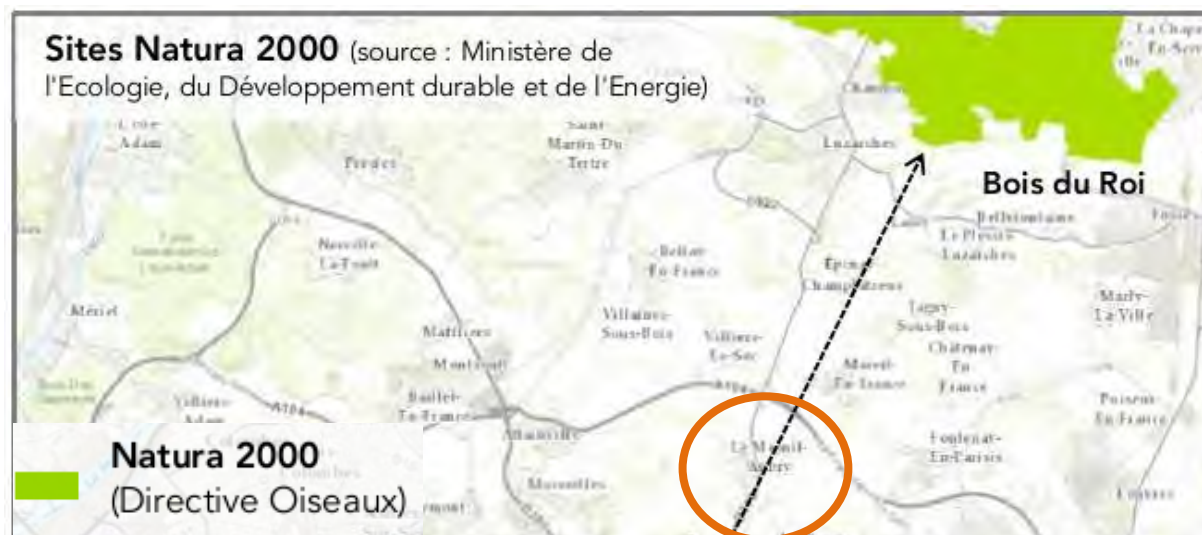 Sites Natura 2000 (source : Ministère de
l'Ecologie, du Développement durable et de l'Energie)
Adam
Saint-
Martin-Du
Tertre
Presles
Luzarches
Bois du Roi
Bellefontaine
Le Plessis
Luzarches
Nerville
La-Forêt
Belloy
En-France
Épinay
Champlâtreux
Mériel
Villaines
Sous-Bois
Jagny
Sous-Bois
Marly-
La-Ville
Maffliers
Villiers-
Le-Sec
Châtenay-
En
France
Montsoult
Mareil
En-France
A104
Baillet-
En-France
Villiers-
Adam
Puiseux
En-France
Attainville
Le Mesnil-
Aubry
Fontenay-
En-Parisis
Moisselles
Louvres
Natura 2000
(Directive Oiseaux)